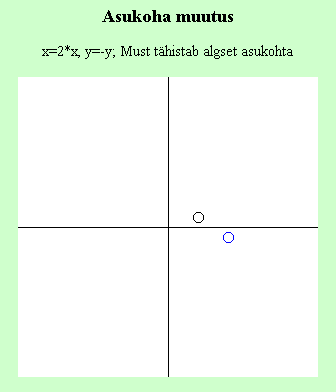 Asukoha muutus
x=2*x, y=-y; Must tähistab algset asukohta